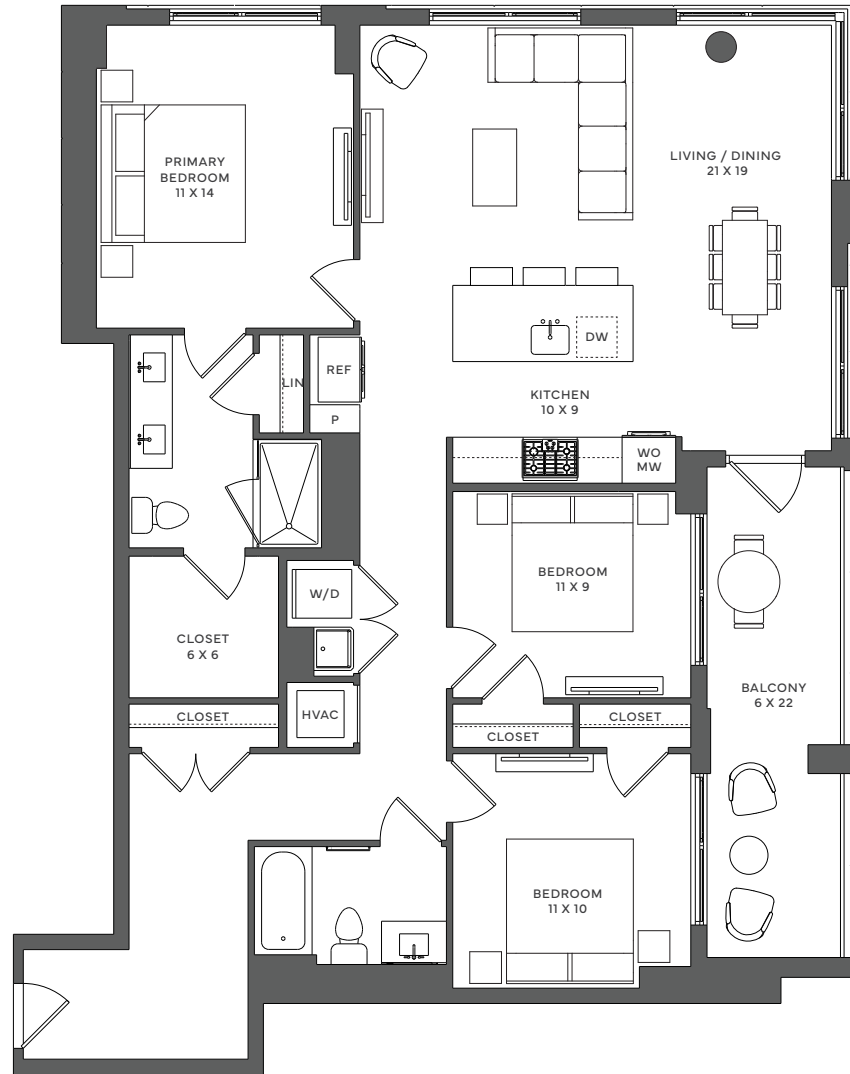 PRIMARY
BEDROOM
11 X 14
LIVING / DINING
21 X 19
DW
LIN
REF
P
KITCHEN
10 X 9
WO
MW
BEDROOM
11 X 9
W/D
CLOSET
6 X 6
BALCONY
6 X 22
CLOSET
HVAC
CLOSET
CLOSET
BEDROOM
11 X 10